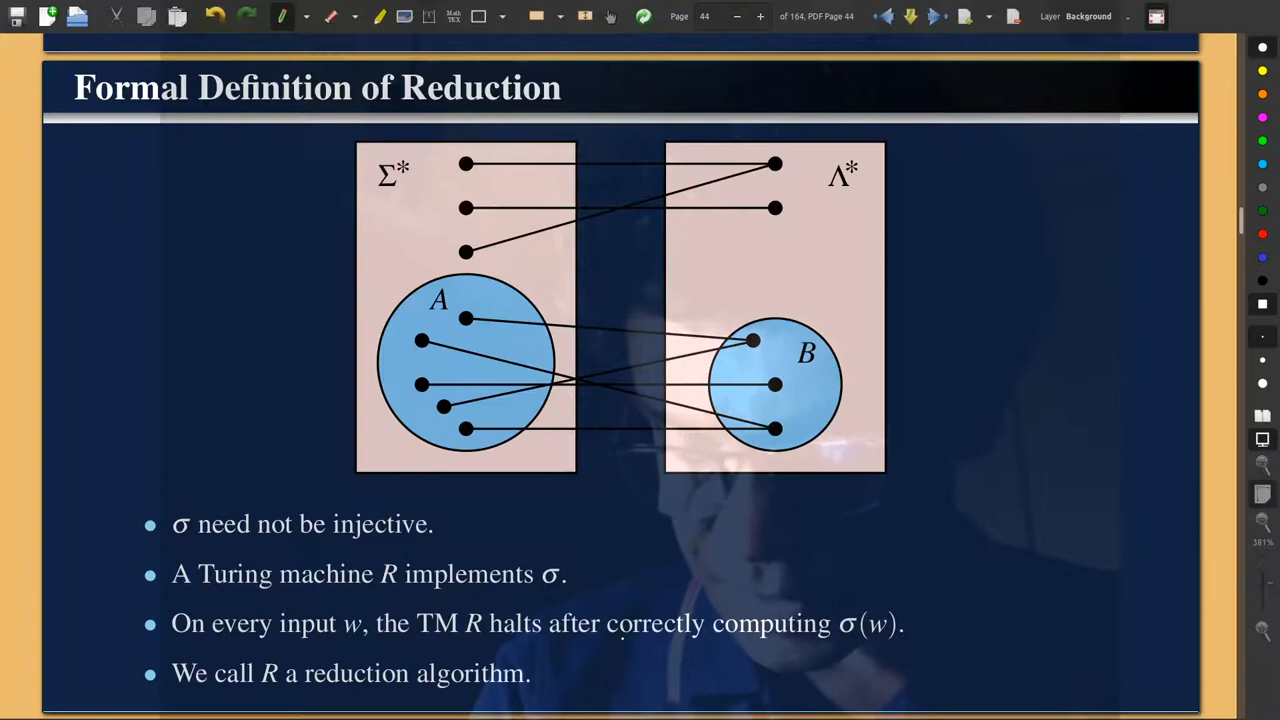 Page 44 of 164, PDF Page 44 Layer Background
Formal Definition of Reduction
Σ* Λ*
A
B
• σ need not be injective.
• A Turing machine R implements σ.
• On every input w, the TM R halts after correctly computing σ(w).
381%
• We call R a reduction algorithm.